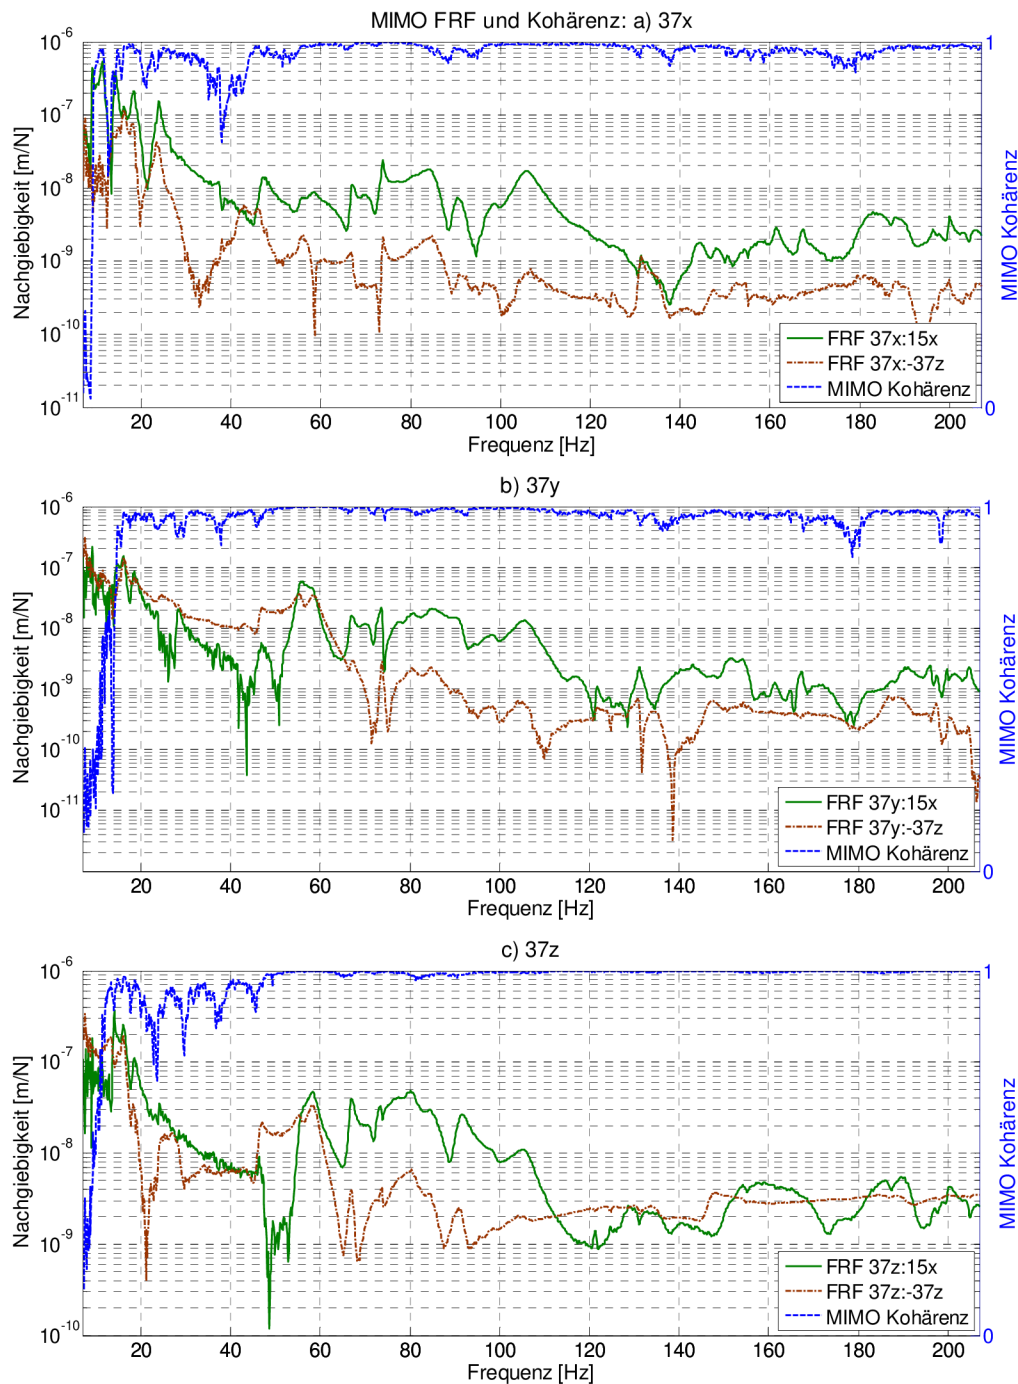 MIMO FRF und Kohärenz: a) 37x
10^-6
10^-7
10^-8
10^-9
10^-10
10^-11
1
0
Nachgiebigkeit [m/N]
MIMO Kohärenz
FRF 37x:15x
FRF 37x:-37z
MIMO Kohärenz
20 40 60 80 100 120 140 160 180 200
Frequenz [Hz]
b) 37y
10^-6
10^-7
10^-8
10^-9
10^-10
10^-11
1
0
Nachgiebigkeit [m/N]
MIMO Kohärenz
FRF 37y:15x
FRF 37y:-37z
MIMO Kohärenz
20 40 60 80 100 120 140 160 180 200
Frequenz [Hz]
c) 37z
10^-6
10^-7
10^-8
10^-9
10^-10
1
0
Nachgiebigkeit [m/N]
MIMO Kohärenz
FRF 37z:15x
FRF 37z:-37z
MIMO Kohärenz
20 40 60 80 100 120 140 160 180 200
Frequenz [Hz]